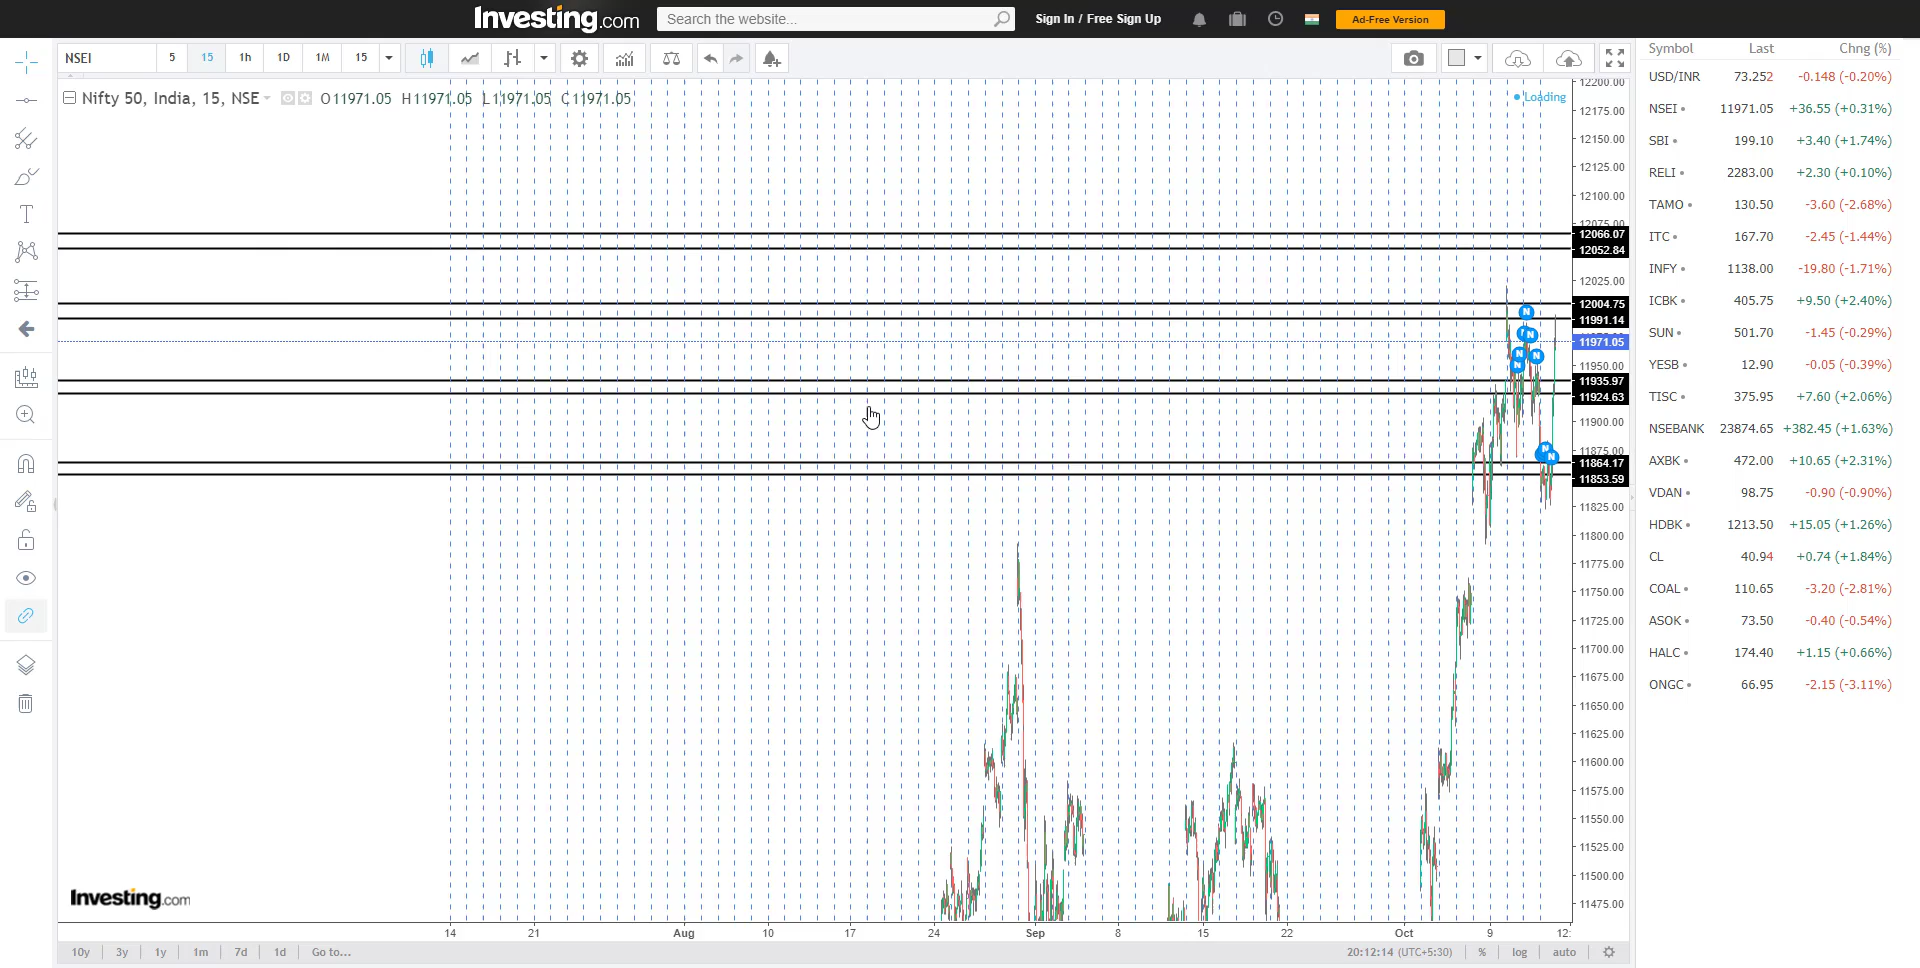 Investing.com
Search the website...
Sign In / Free Sign Up
Ad-Free Version
NSEI 5 15 1h 1D 1M 15
Nifty 50, India, 15, NSE O11971.05 H11971.05 L11971.05 C11971.05
Loading
12200.00
12175.00
12150.00
12125.00
12100.00
12075.00
12066.07
12052.84
12025.00
12004.75
11991.14
11971.05
11950.00
11935.97
11924.63
11900.00
11875.00
11864.17
11853.59
11825.00
11800.00
11775.00
11750.00
11725.00
11700.00
11675.00
11650.00
11625.00
11600.00
11575.00
11550.00
11525.00
11500.00
11475.00
N
N
N
N
N
N
N
N
Investing.com
14 21 Aug 10 17 24 Sep 8 15 22 Oct 9 12:
10y 3y 1y 1m 7d 1d Go to... 20:12:14 (UTC+5:30) % log auto
Symbol Last Chng (%)
USD/INR 73.252 -0.148 (-0.20%)
NSEI 11971.05 +36.55 (+0.31%)
SBI 199.10 +3.40 (+1.74%)
RELI 2283.00 +2.30 (+0.10%)
TAMO 130.50 -3.60 (-2.68%)
ITC 167.70 -2.45 (-1.44%)
INFY 1138.00 -19.80 (-1.71%)
ICBK 405.75 +9.50 (+2.40%)
SUN 501.70 -1.45 (-0.29%)
YESB 12.90 -0.05 (-0.39%)
TISC 375.95 +7.60 (+2.06%)
NSEBANK 23874.65 +382.45 (+1.63%)
AXBK 472.00 +10.65 (+2.31%)
VDAN 98.75 -0.90 (-0.90%)
HDBK 1213.50 +15.05 (+1.26%)
CL 40.94 +0.74 (+1.84%)
COAL 110.65 -3.20 (-2.81%)
ASOK 73.50 -0.40 (-0.54%)
HALC 174.40 +1.15 (+0.66%)
ONGC 66.95 -2.15 (-3.11%)